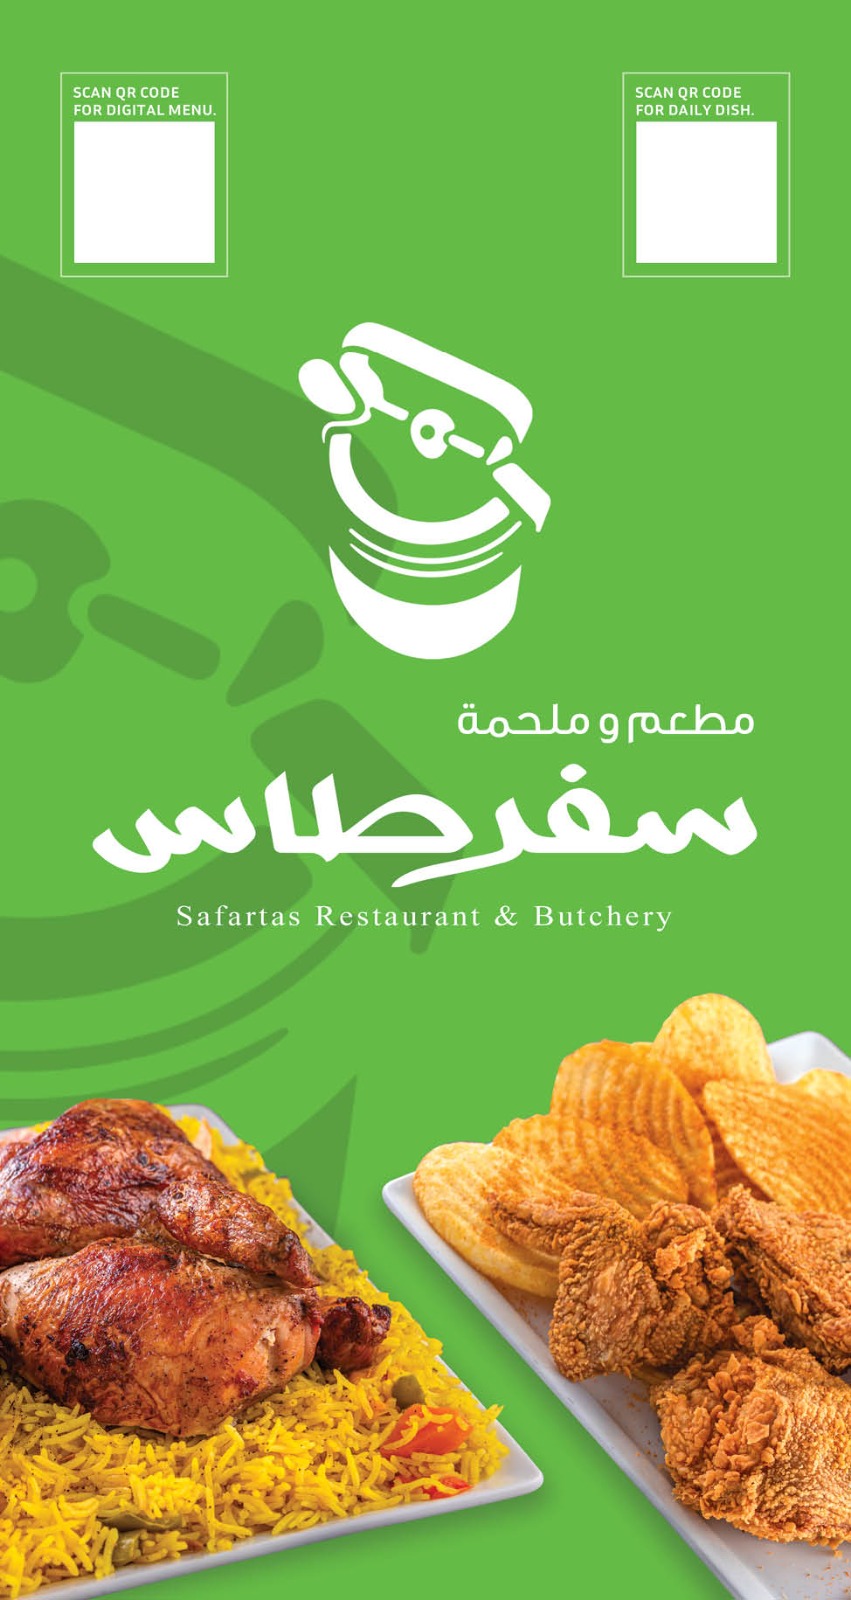 SCAN QR CODE
FOR DIGITAL MENU.
SCAN QR CODE
FOR DAILY DISH.
مطعم و ملحمة
سفرطاس
Safartas Restaurant & Butchery